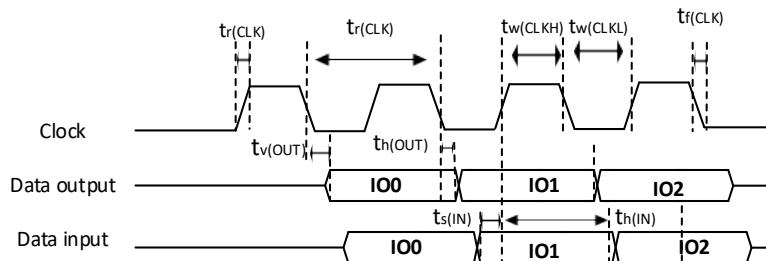 tr(CLK) tr(CLK) tw(CLKH) tw(CLKL) tf(CLK)
Clock
tv(OUT) th(OUT)
Data output IO0 IO1 IO2
ts(IN) th(IN)
Data input IO0 IO1 IO2